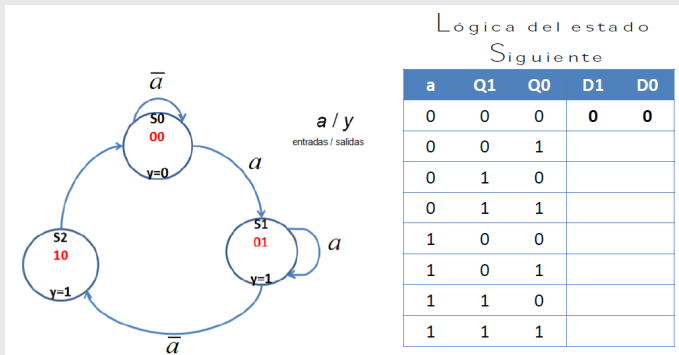 Lógica del estado
Siguiente
a̅
S0
00
y=0
a / y
entradas / salidas
a
S1
01
y=1
a
S2
10
y=1
a̅
a Q1 Q0 D1 D0
0 0 0 0 0
0 0 1
0 1 0
0 1 1
1 0 0
1 0 1
1 1 0
1 1 1